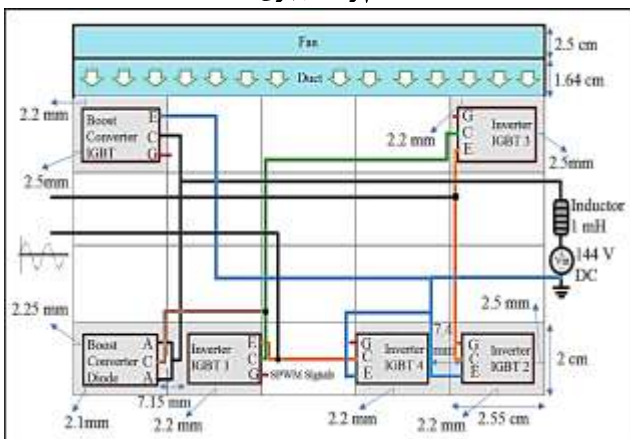 Fan
2.5 cm
Duct
1.64 cm
2.2 mm
Boost
Converter
IGBT
E
C
G
2.5mm
G
C
E
Inverter
IGBT 3
2.2 mm
2.5mm
Inductor
1 mH
144 V
DC
2.25 mm
2.5 mm
Boost
Converter
Diode
A
C
A
Inverter
IGBT 1
E
C
G
SPWM Signals
G
C
E
Inverter
IGBT 4
mm
G
C
E
Inverter
IGBT 2
2 cm
7.15 mm
2.1mm
2.2 mm
2.2 mm
2.2 mm
2.55 cm